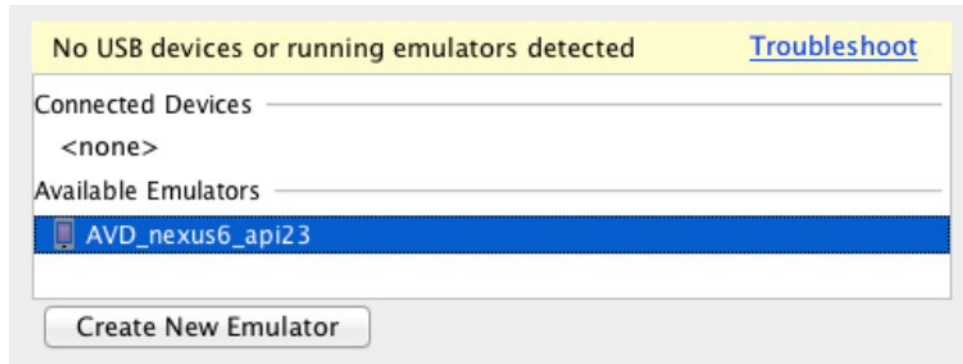 No USB devices or running emulators detected Troubleshoot
Connected Devices
<none>
Available Emulators
AVD_nexus6_api23
Create New Emulator